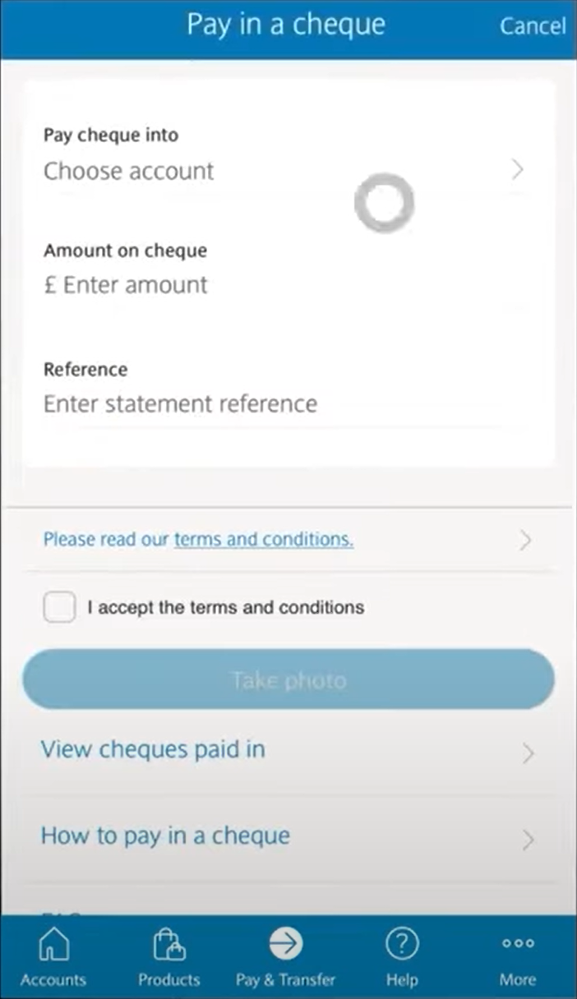 Pay in a cheque
Cancel
Pay cheque into
Choose account
Amount on cheque
£ Enter amount
Reference
Enter statement reference
Please read our terms and conditions.
I accept the terms and conditions
Take photo
View cheques paid in
How to pay in a cheque
Accounts
Products
Pay & Transfer
Help
More